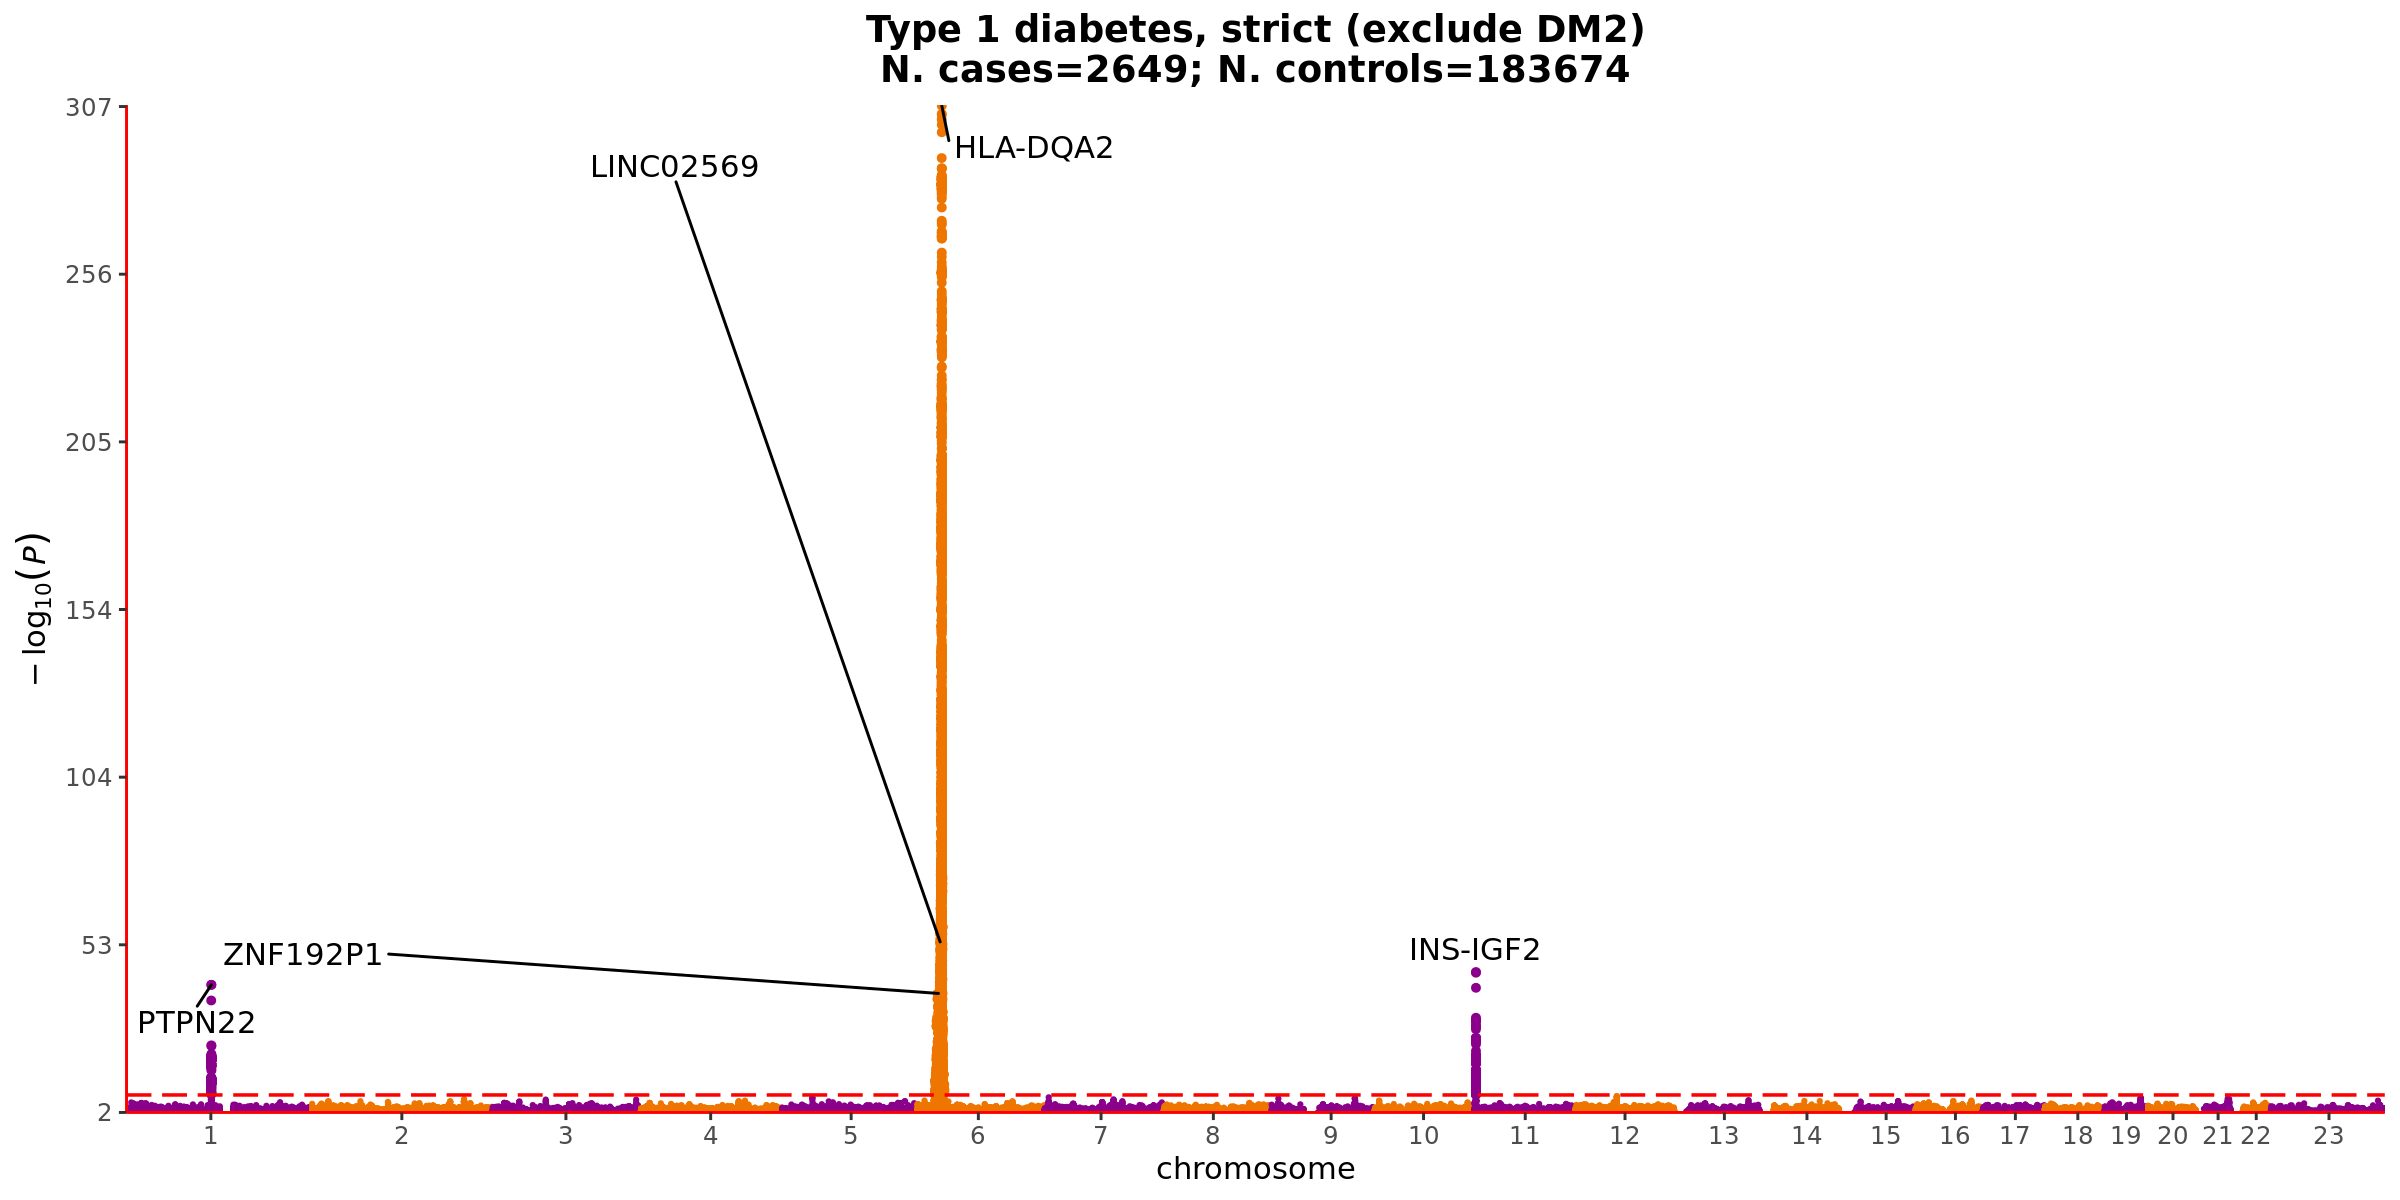 Type 1 diabetes, strict (exclude DM2)
N. cases=2649; N. controls=183674
307
256
205
154
104
53
2
−log10(P)
HLA-DQA2
LINC02569
ZNF192P1
INS-IGF2
PTPN22
1 2 3 4 5 6 7 8 9 10 11 12 13 14 15 16 17 18 19 20 21 22 23
chromosome